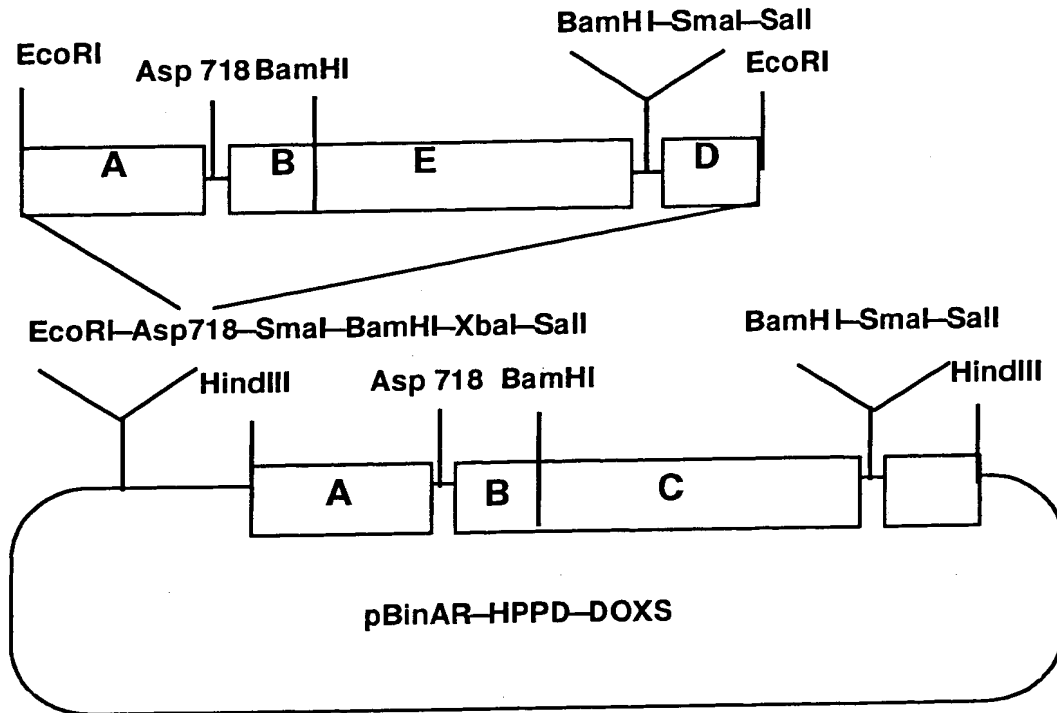 BamHI–SmaI–SalI
EcoRI
Asp 718 BamHI
EcoRI
A
B
E
D
EcoRI–Asp718–SmaI–BamHI–XbaI–SalI
BamHI–SmaI–SalI
HindIII
Asp 718 BamHI
HindIII
A
B
C
pBinAR–HPPD–DOXS